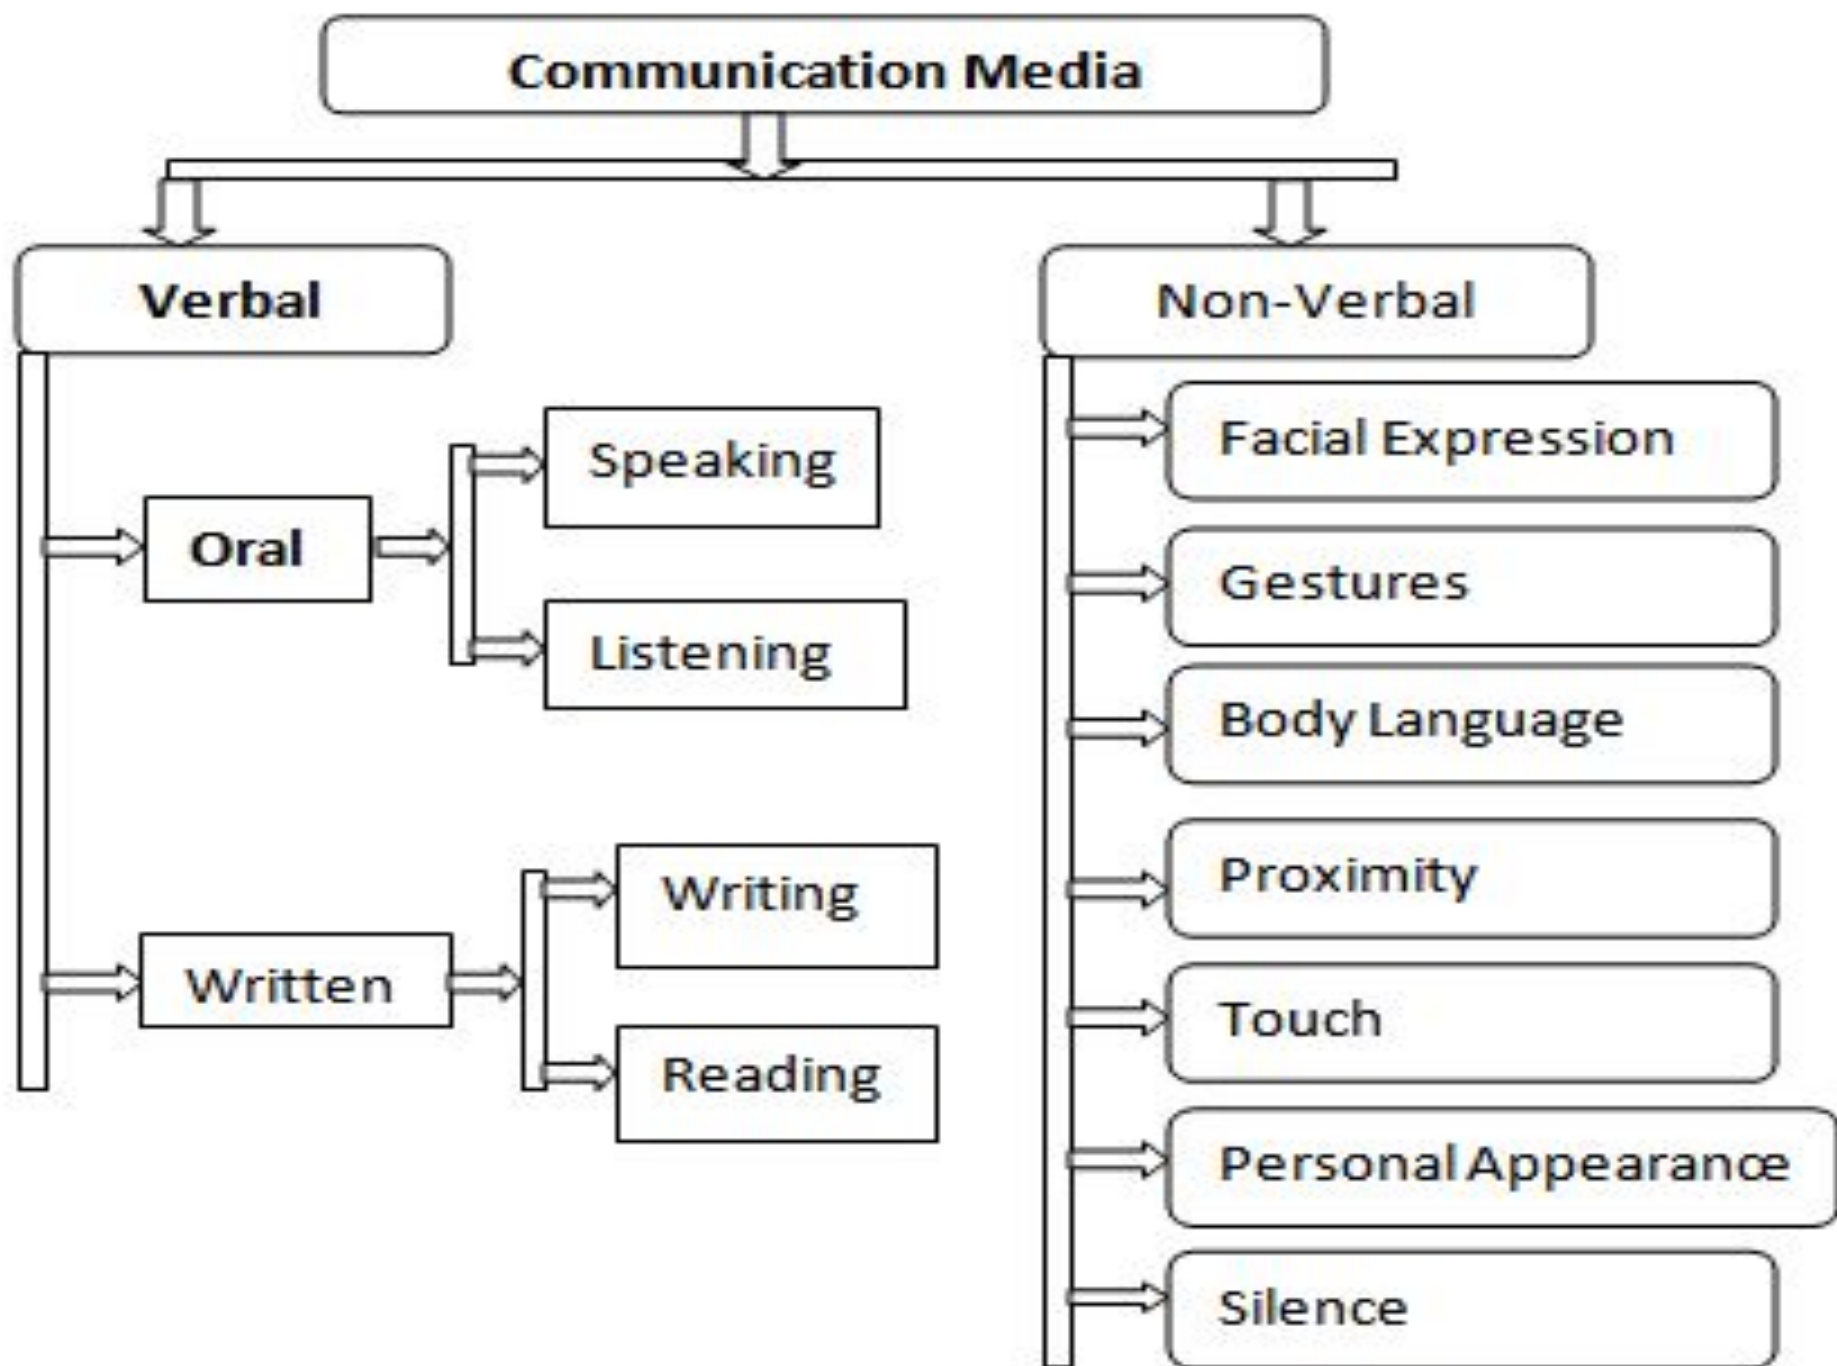 Communication Media
Verbal
Oral
Speaking
Listening
Written
Writing
Reading
Non-Verbal
Facial Expression
Gestures
Body Language
Proximity
Touch
Personal Appearance
Silence